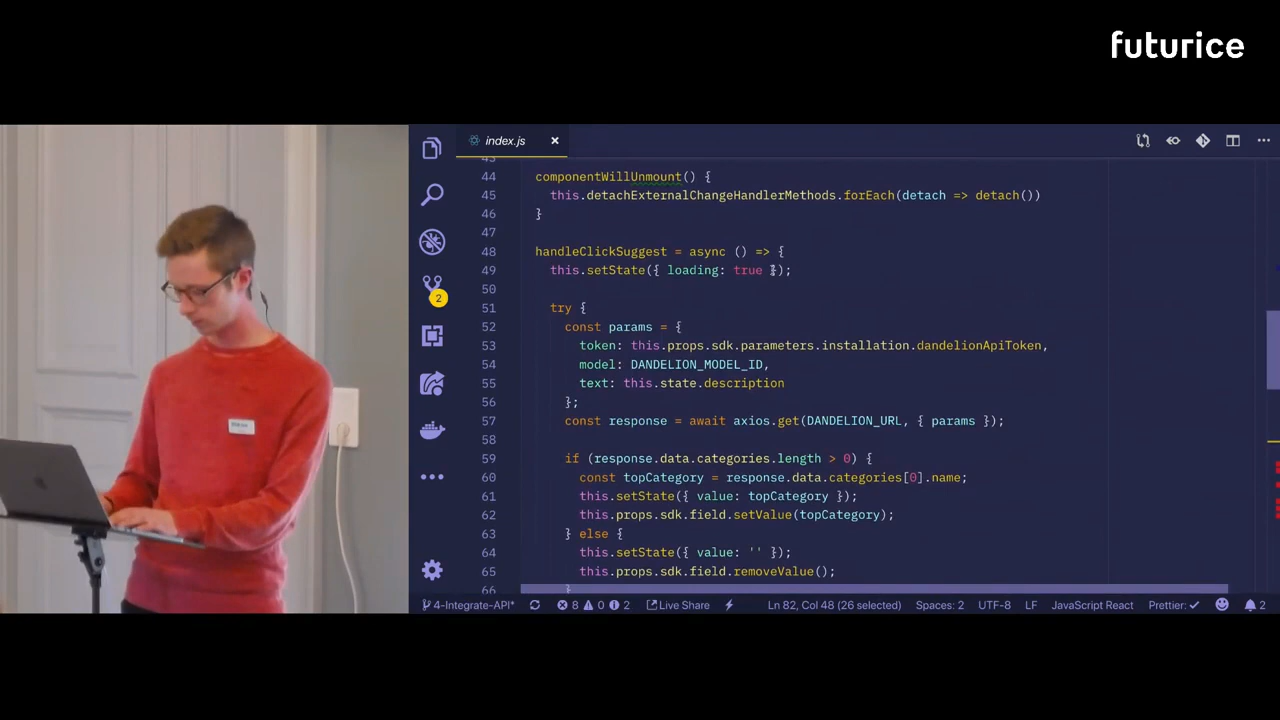 futurice
index.js
43
44 componentWillUnmount() {
45 this.detachExternalChangeHandlerMethods.forEach(detach => detach())
46 }
47
48 handleClickSuggest = async () => {
49 this.setState({ loading: true });
50
51 try {
52 const params = {
53 token: this.props.sdk.parameters.installation.dandelionApiToken,
54 model: DANDELION_MODEL_ID,
55 text: this.state.description
56 };
57 const response = await axios.get(DANDELION_URL, { params });
58
59 if (response.data.categories.length > 0) {
60 const topCategory = response.data.categories[0].name;
61 this.setState({ value: topCategory });
62 this.props.sdk.field.setValue(topCategory);
63 } else {
64 this.setState({ value: '' });
65 this.props.sdk.field.removeValue();
66 }
2
4-Integrate-API* 8 0 2 Live Share Ln 82, Col 48 (26 selected) Spaces: 2 UTF-8 LF JavaScript React Prettier: ✓ 2